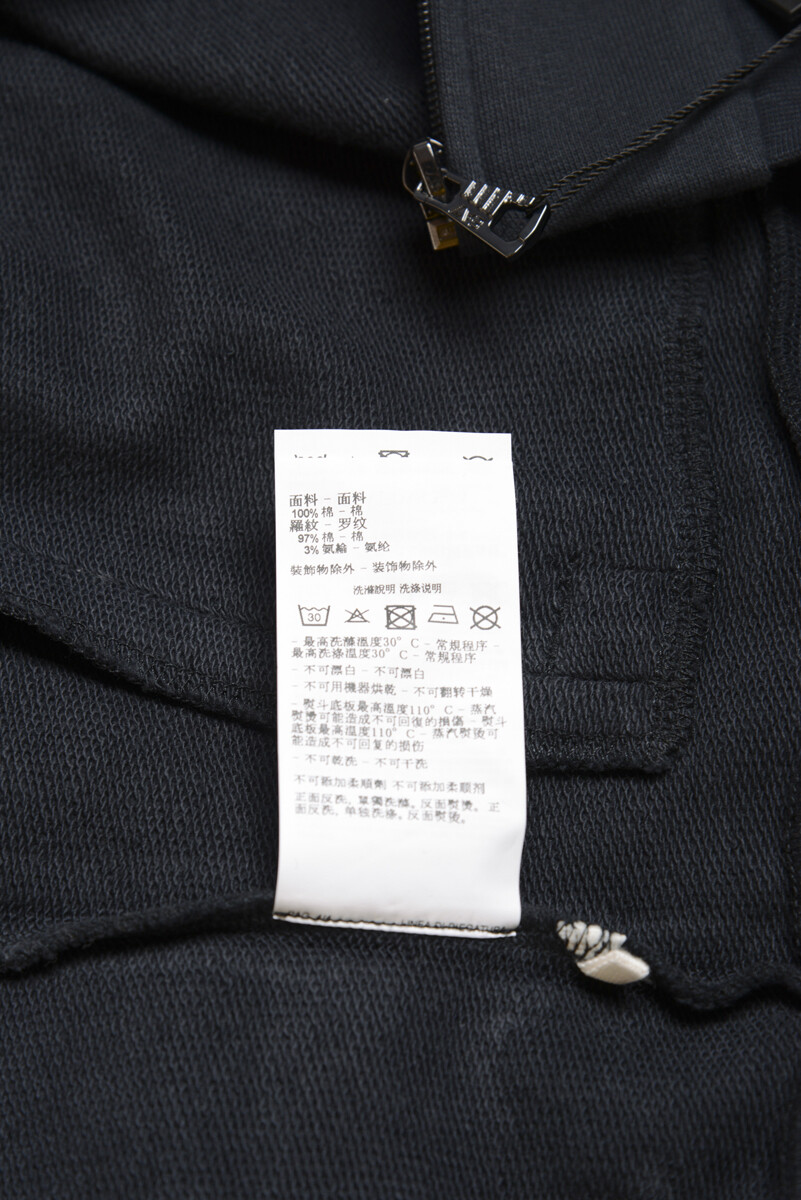 面料 - 面料
100% 棉 - 棉
羅紋 - 罗纹
97% 棉 - 棉
3% 氨綸 - 氨纶
裝飾物除外 - 装饰物除外
洗滌說明 洗涤说明
30
- 最高洗滌溫度30° C - 常規程序 -
最高洗涤温度30° C - 常规程序
- 不可漂白 - 不可漂白
- 不可用機器烘乾 - 不可翻转干燥
- 熨斗底板最高溫度110° C - 蒸汽
熨燙可能造成不可回復的損傷 - 熨斗
底板最高温度110° C - 蒸汽熨烫可
能造成不可回复的损伤
- 不可乾洗 - 不可干洗
不可添加柔順劑 不可添加柔顺剂
正面反洗, 單獨洗滌。反面熨燙。 正
面反洗, 单独洗涤。反面熨烫。
LINEA DI PIEGATURA